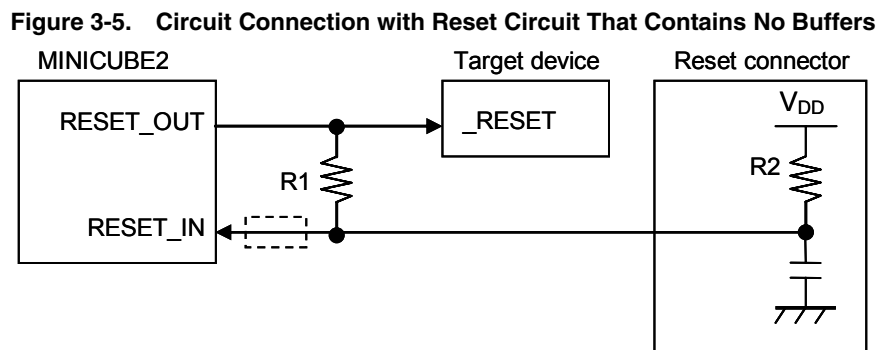 Figure 3-5. Circuit Connection with Reset Circuit That Contains No Buffers
MINICUBE2
Target device
Reset connector
RESET_OUT
_RESET
VDD
R1
R2
RESET_IN